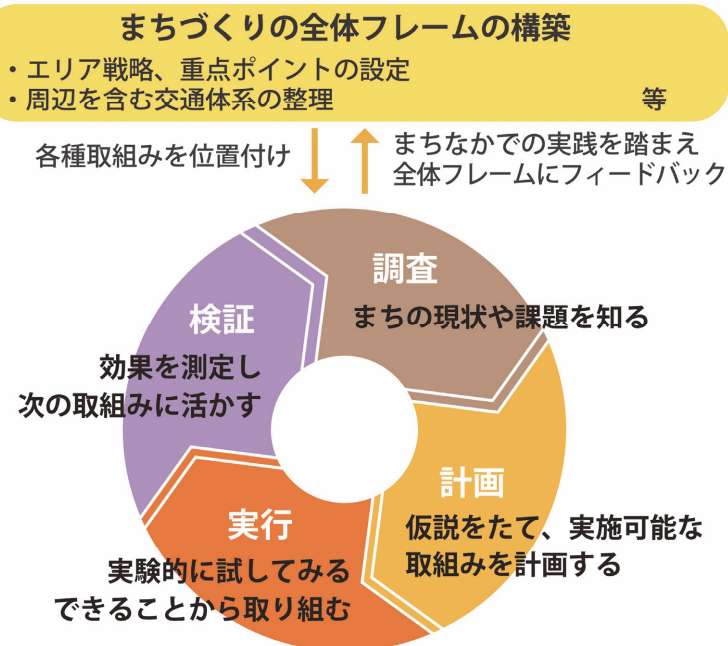 まちづくりの全体フレームの構築
・エリア戦略、重点ポイントの設定
・周辺を含む交通体系の整理　等
各種取組みを位置付け
まちなかでの実践を踏まえ
全体フレームにフィードバック
調査
まちの現状や課題を知る
計画
仮説をたて、実施可能な
取組みを計画する
実行
実験的に試してみる
できることから取り組む
検証
効果を測定し
次の取組みに活かす